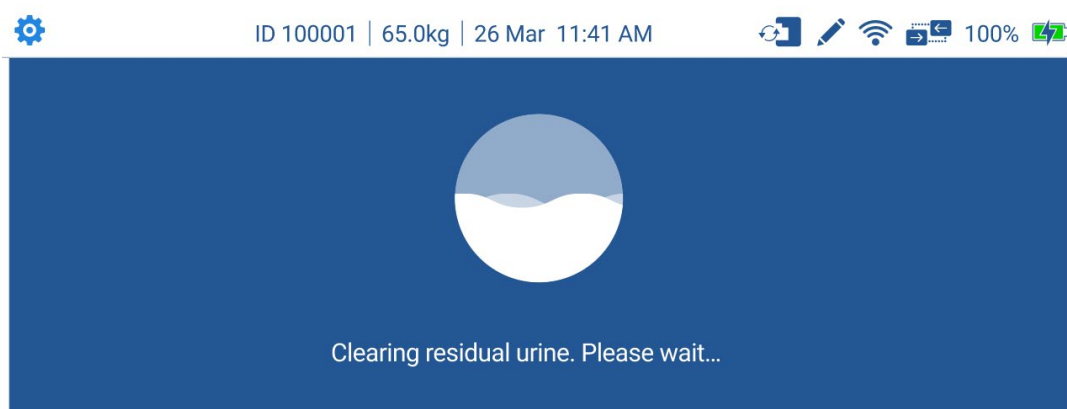 ID 100001 | 65.0kg | 26 Mar 11:41 AM 100%
Clearing residual urine. Please wait...